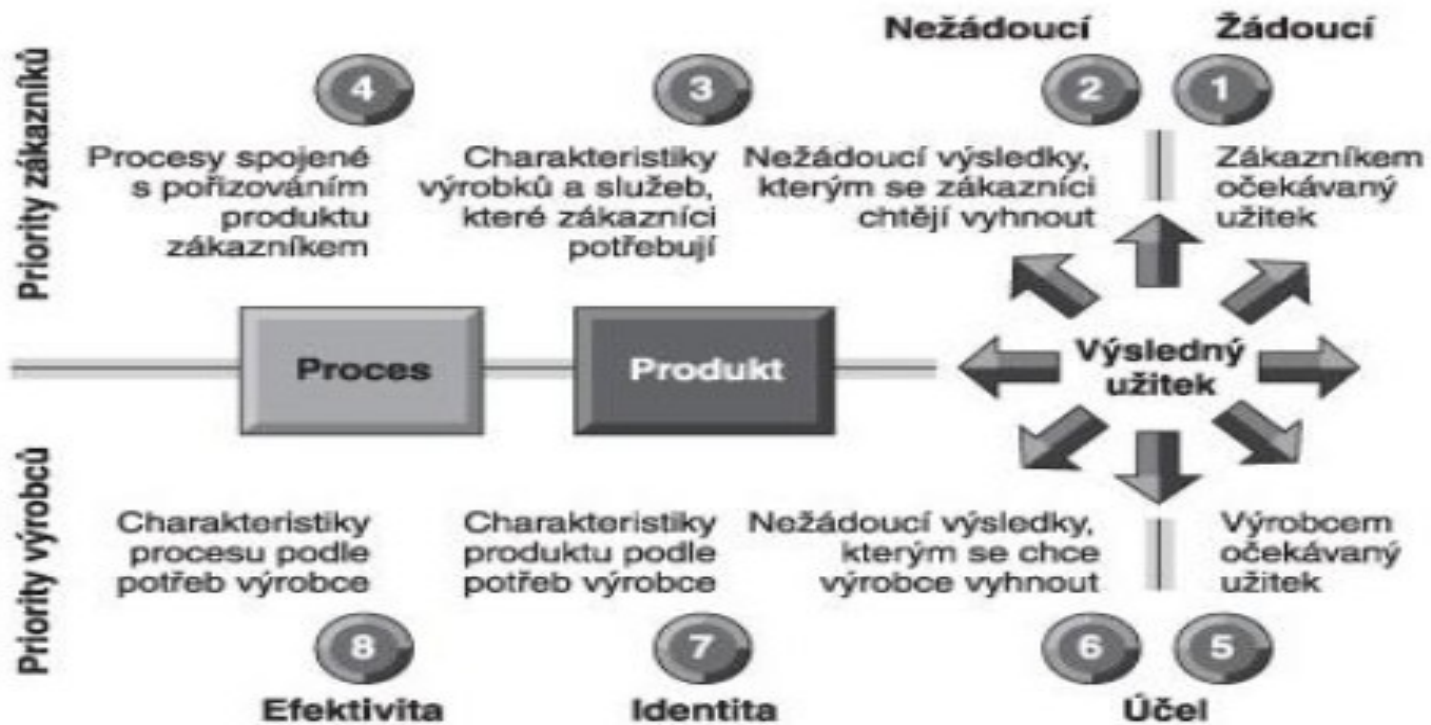 Nežádoucí
Žádoucí
Priority zákazníků
4
3
2
1
Procesy spojené
s pořizováním
produktu
zákazníkem
Charakteristiky
výrobků a služeb,
které zákazníci
potřebují
Nežádoucí výsledky,
kterým se zákazníci
chtějí vyhnout
Zákazníkem
očekávaný
užitek
Proces
Produkt
Výsledný
užitek
Priority výrobců
Charakteristiky
procesu podle
potřeb výrobce
Charakteristiky
produktu podle
potřeb výrobce
Nežádoucí výsledky,
kterým se chce
výrobce vyhnout
Výrobcem
očekávaný
užitek
8
7
6
5
Efektivita
Identita
Účel